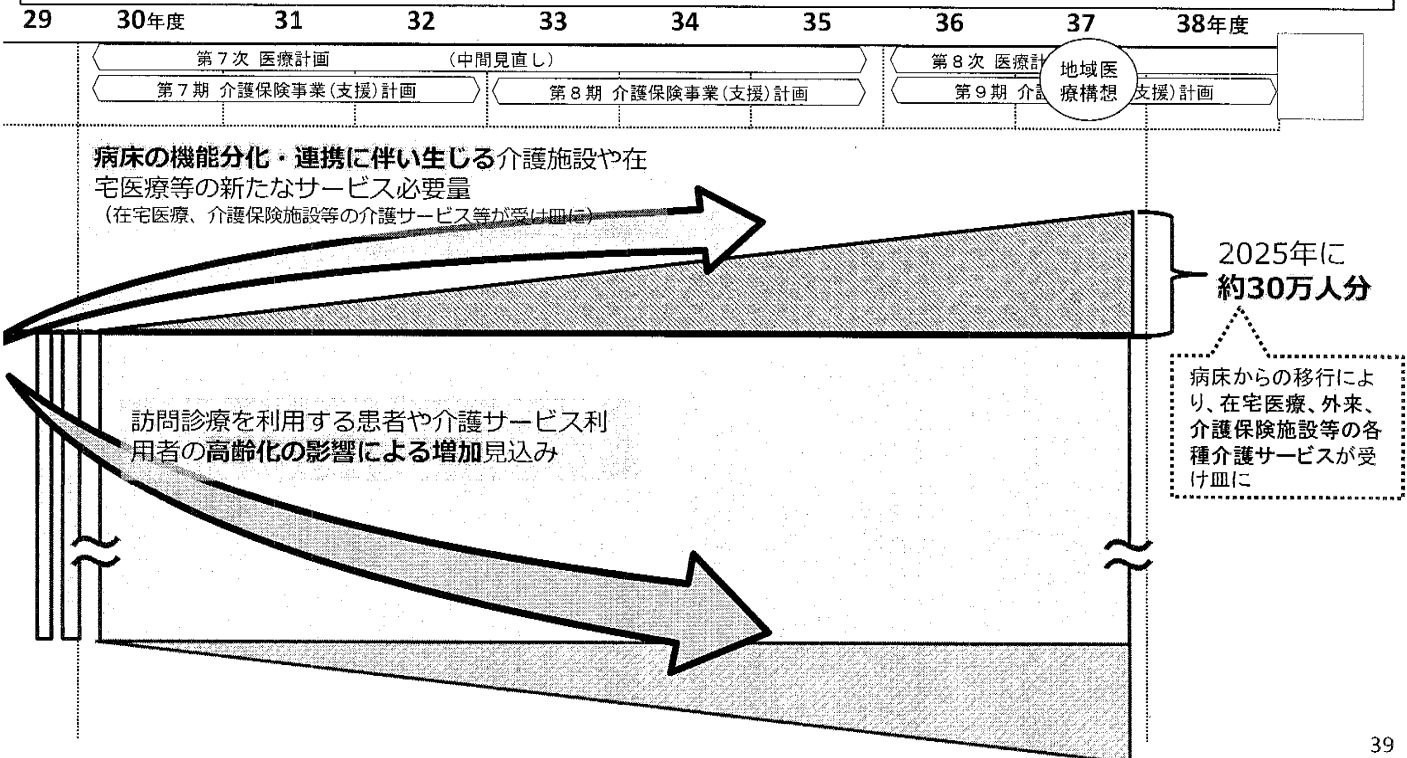 29 30年度 31 32 33 34 35 36 37 38年度
第7次 医療計画 (中間見直し) 第8次 医療計
地域医
療構想
第7期 介護保険事業(支援)計画 第8期 介護保険事業(支援)計画 第9期 介護 支援)計画
病床の機能分化・連携に伴い生じる介護施設や在
宅医療等の新たなサービス必要量
(在宅医療、介護保険施設等の介護サービス等が受け皿に)
2025年に
約30万人分
病床からの移行によ
り、在宅医療、外来、
介護保険施設等の各
種介護サービスが受
け皿に
訪問診療を利用する患者や介護サービス利
用者の高齢化の影響による増加見込み
39